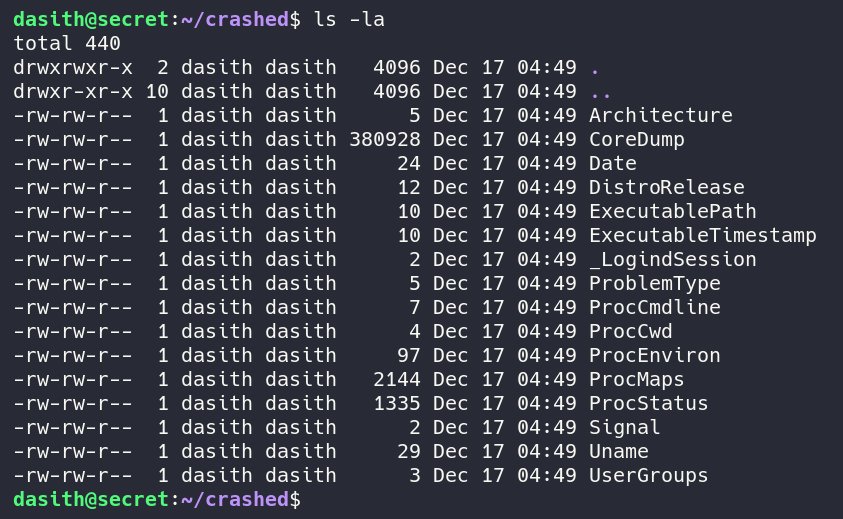 dasith@secret:~/crashed$ ls -la
total 440
drwxrwxr-x  2 dasith dasith   4096 Dec 17 04:49 .
drwxr-xr-x 10 dasith dasith   4096 Dec 17 04:49 ..
-rw-rw-r--  1 dasith dasith      5 Dec 17 04:49 Architecture
-rw-rw-r--  1 dasith dasith 380928 Dec 17 04:49 CoreDump
-rw-rw-r--  1 dasith dasith     24 Dec 17 04:49 Date
-rw-rw-r--  1 dasith dasith     12 Dec 17 04:49 DistroRelease
-rw-rw-r--  1 dasith dasith     10 Dec 17 04:49 ExecutablePath
-rw-rw-r--  1 dasith dasith     10 Dec 17 04:49 ExecutableTimestamp
-rw-rw-r--  1 dasith dasith      2 Dec 17 04:49 _LogindSession
-rw-rw-r--  1 dasith dasith      5 Dec 17 04:49 ProblemType
-rw-rw-r--  1 dasith dasith      7 Dec 17 04:49 ProcCmdline
-rw-rw-r--  1 dasith dasith      4 Dec 17 04:49 ProcCwd
-rw-rw-r--  1 dasith dasith     97 Dec 17 04:49 ProcEnviron
-rw-rw-r--  1 dasith dasith   2144 Dec 17 04:49 ProcMaps
-rw-rw-r--  1 dasith dasith   1335 Dec 17 04:49 ProcStatus
-rw-rw-r--  1 dasith dasith      2 Dec 17 04:49 Signal
-rw-rw-r--  1 dasith dasith     29 Dec 17 04:49 Uname
-rw-rw-r--  1 dasith dasith      3 Dec 17 04:49 UserGroups
dasith@secret:~/crashed$